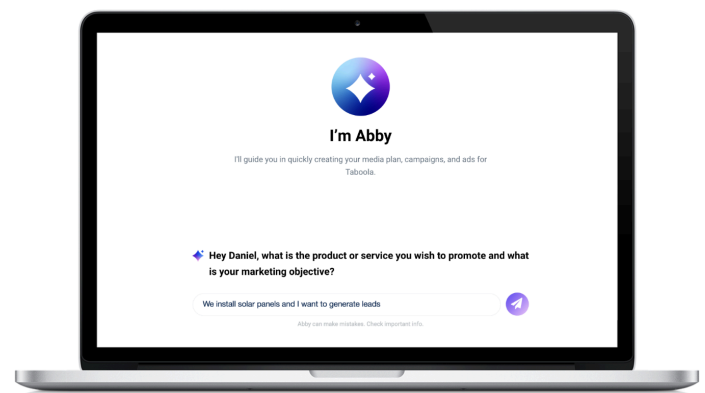 I'm Abby
I'll guide you in quickly creating your media plan, campaigns, and ads for
Taboola.
Hey Daniel, what is the product or service you wish to promote and what
is your marketing objective?
We install solar panels and I want to generate leads
Abby can make mistakes. Check important info.